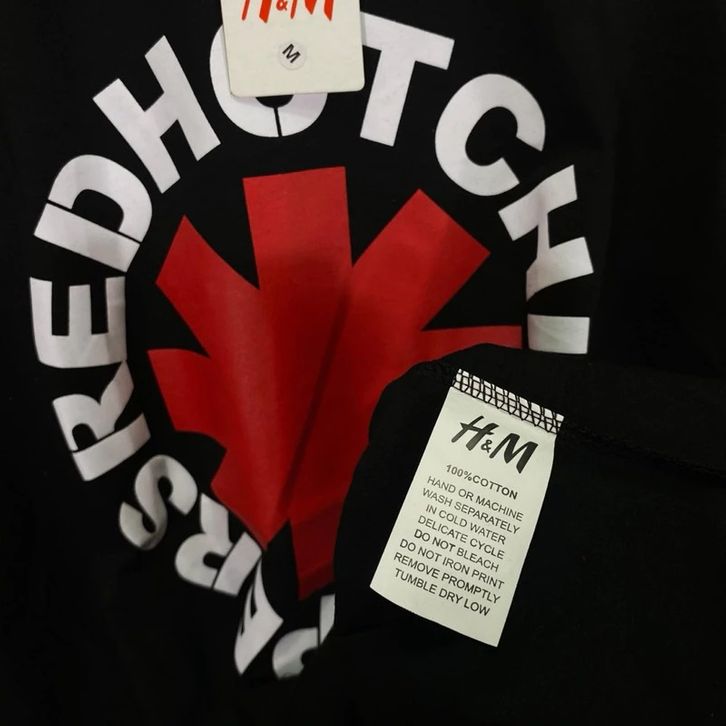 H&M
M
REDHOTCHI
PERS
H&M
100%COTTON
HAND OR MACHINE
WASH SEPARATELY
IN COLD WATER
DELICATE CYCLE
DO NOT BLEACH
DO NOT IRON PRINT
REMOVE PROMPTLY
TUMBLE DRY LOW